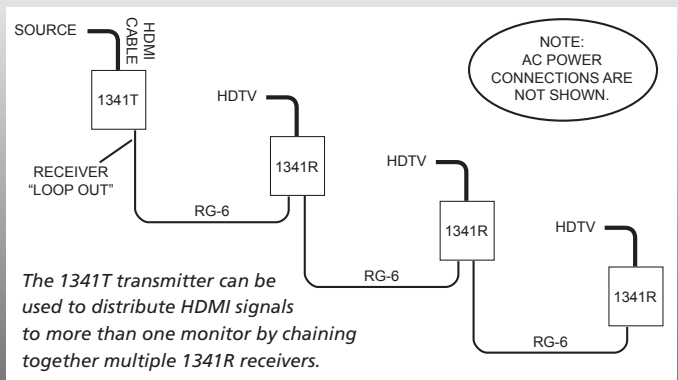 SOURCE
HDMI
CABLE
NOTE:
AC POWER
CONNECTIONS ARE
NOT SHOWN.
1341T
HDTV
RECEIVER
“LOOP OUT”
1341R
HDTV
RG-6
1341R
HDTV
RG-6
1341R
RG-6
The 1341T transmitter can be
used to distribute HDMI signals
to more than one monitor by chaining
together multiple 1341R receivers.